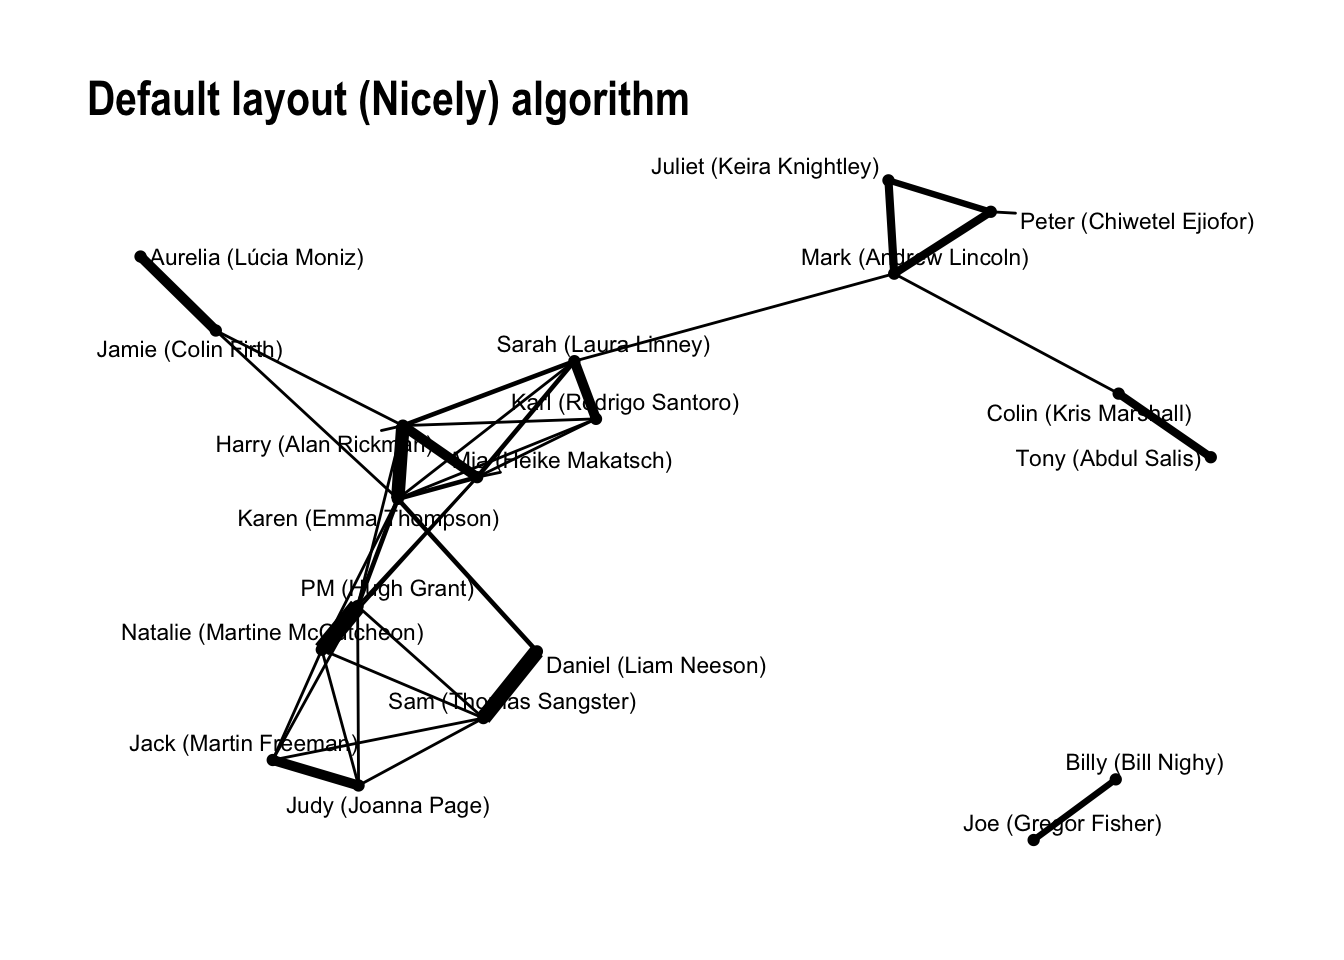 Default layout (Nicely) algorithm
Juliet (Keira Knightley)
Peter (Chiwetel Ejiofor)
Aurelia (Lúcia Moniz)
Mark (Andrew Lincoln)
Jamie (Colin Firth)
Sarah (Laura Linney)
Karl (Rodrigo Santoro)
Colin (Kris Marshall)
Harry (Alan Rickman)
Mia (Heike Makatsch)
Tony (Abdul Salis)
Karen (Emma Thompson)
PM (Hugh Grant)
Natalie (Martine McCutcheon)
Daniel (Liam Neeson)
Sam (Thomas Sangster)
Jack (Martin Freeman)
Billy (Bill Nighy)
Judy (Joanna Page)
Joe (Gregor Fisher)